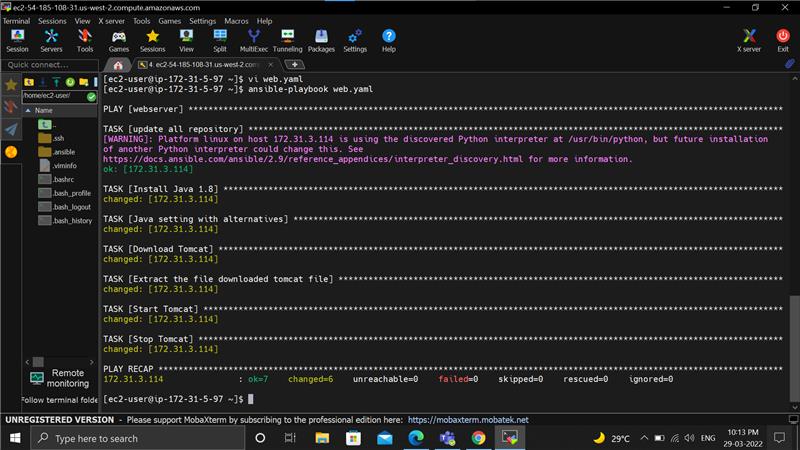 ec2-54-185-108-31.us-west-2.compute.amazonaws.com
Terminal Sessions View X server Tools Games Settings Macros Help
Session Servers Tools Games Sessions View Split MultiExec Tunneling Packages Settings Help X server Exit
Quick connect...
4. ec2-54-185-108-31.us-west-2.comp
/home/ec2-user/
Name
..
.ssh
.ansible
.viminfo
.bashrc
.bash_profile
.bash_logout
.bash_history
Remote
monitoring
Follow terminal folde
[ec2-user@ip-172-31-5-97 ~]$ vi web.yaml
[ec2-user@ip-172-31-5-97 ~]$ ansible-playbook web.yaml
PLAY [webserver] ****************************************************************************************************
TASK [update all repository] ****************************************************************************************
[WARNING]: Platform linux on host 172.31.3.114 is using the discovered Python interpreter at /usr/bin/python, but future installation
of another Python interpreter could change this. See
https://docs.ansible.com/ansible/2.9/reference_appendices/interpreter_discovery.html for more information.
ok: [172.31.3.114]
TASK [Install Java 1.8] *********************************************************************************************
changed: [172.31.3.114]
TASK [Java setting with alternatives] *******************************************************************************
changed: [172.31.3.114]
TASK [Download Tomcat] **********************************************************************************************
changed: [172.31.3.114]
TASK [Extract the file downloaded tomcat file] **********************************************************************
changed: [172.31.3.114]
TASK [Start Tomcat] *************************************************************************************************
changed: [172.31.3.114]
TASK [Stop Tomcat] **************************************************************************************************
changed: [172.31.3.114]
PLAY RECAP **********************************************************************************************************
172.31.3.114 : ok=7 changed=6 unreachable=0 failed=0 skipped=0 rescued=0 ignored=0
[ec2-user@ip-172-31-5-97 ~]$
UNREGISTERED VERSION - Please support MobaXterm by subscribing to the professional edition here: https://mobaxterm.mobatek.net
Type here to search
29°C
ENG
10:13 PM
29-03-2022